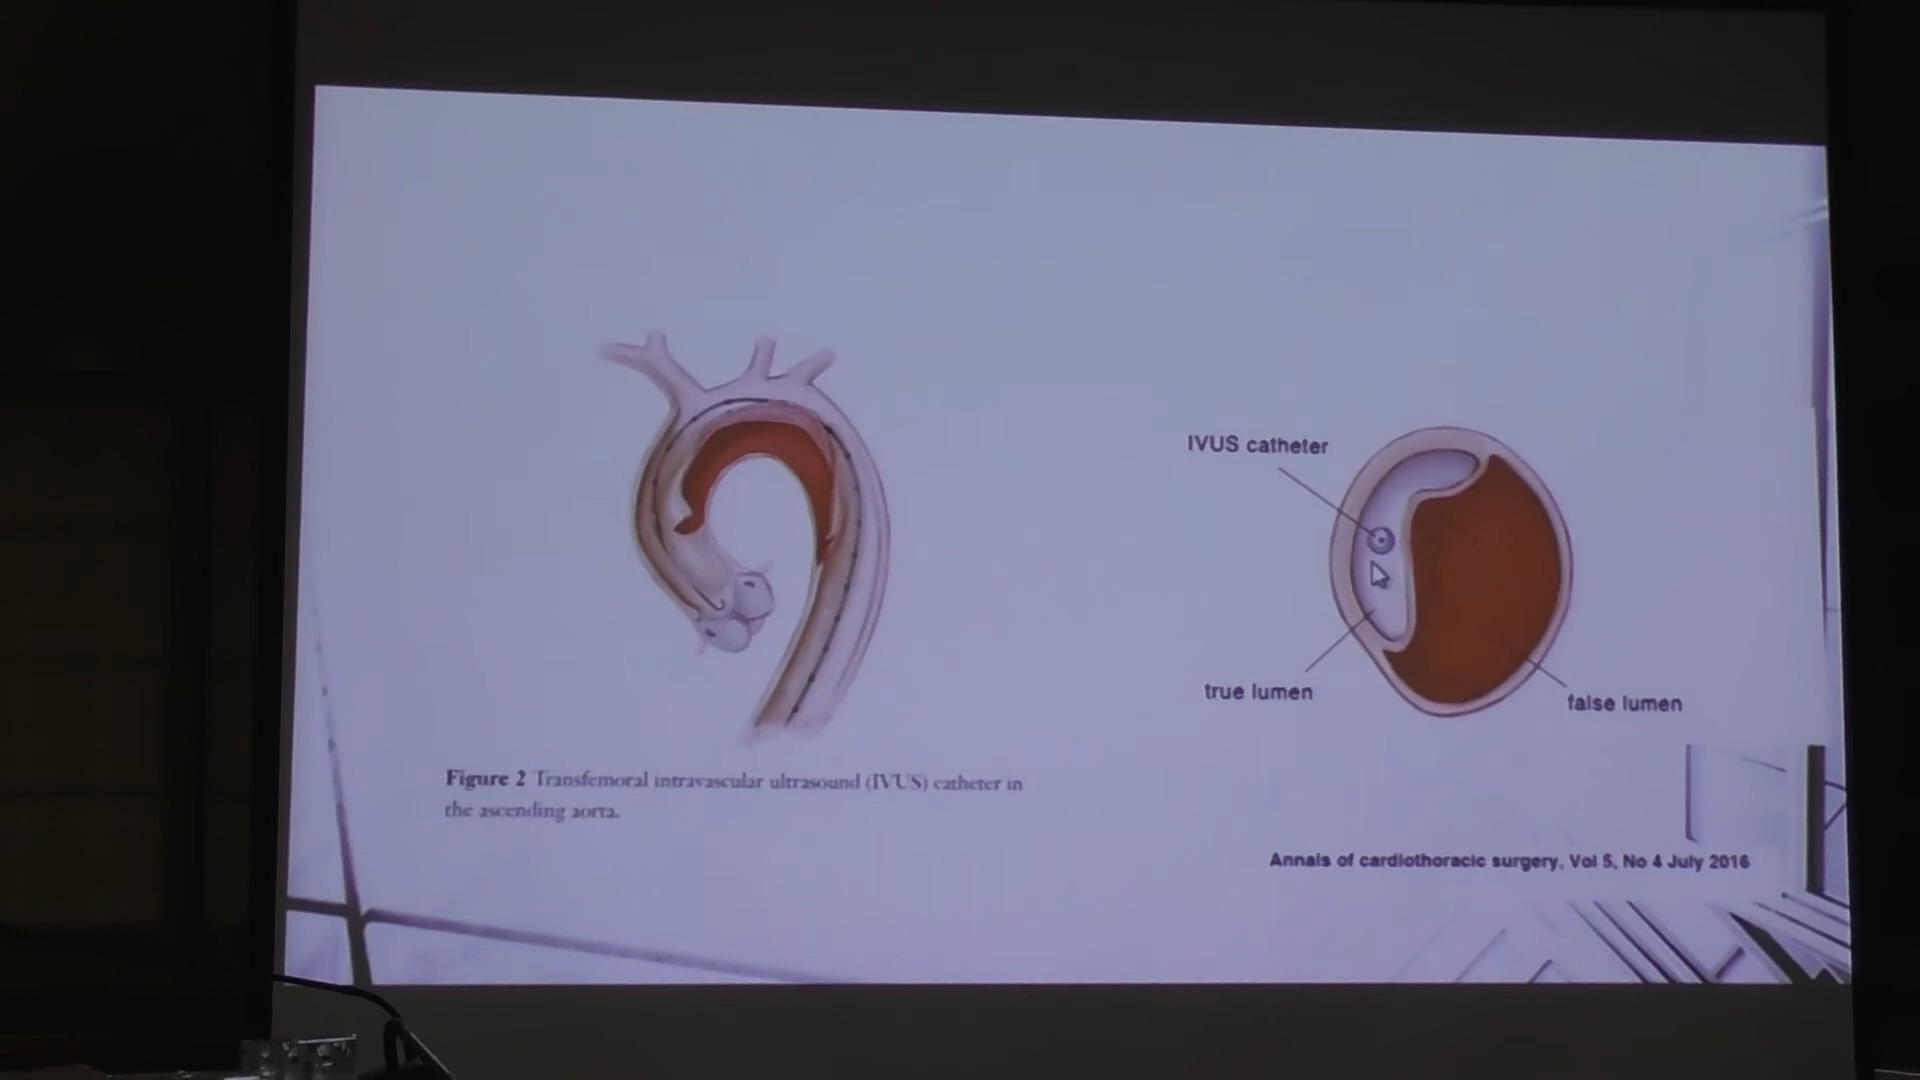 IVUS catheter
true lumen
false lumen
Figure 2 Transfemoral intravascular ultrasound (IVUS) catheter in
the ascending aorta.
Annals of cardiothoracic surgery, Vol 5, No 4 July 2016